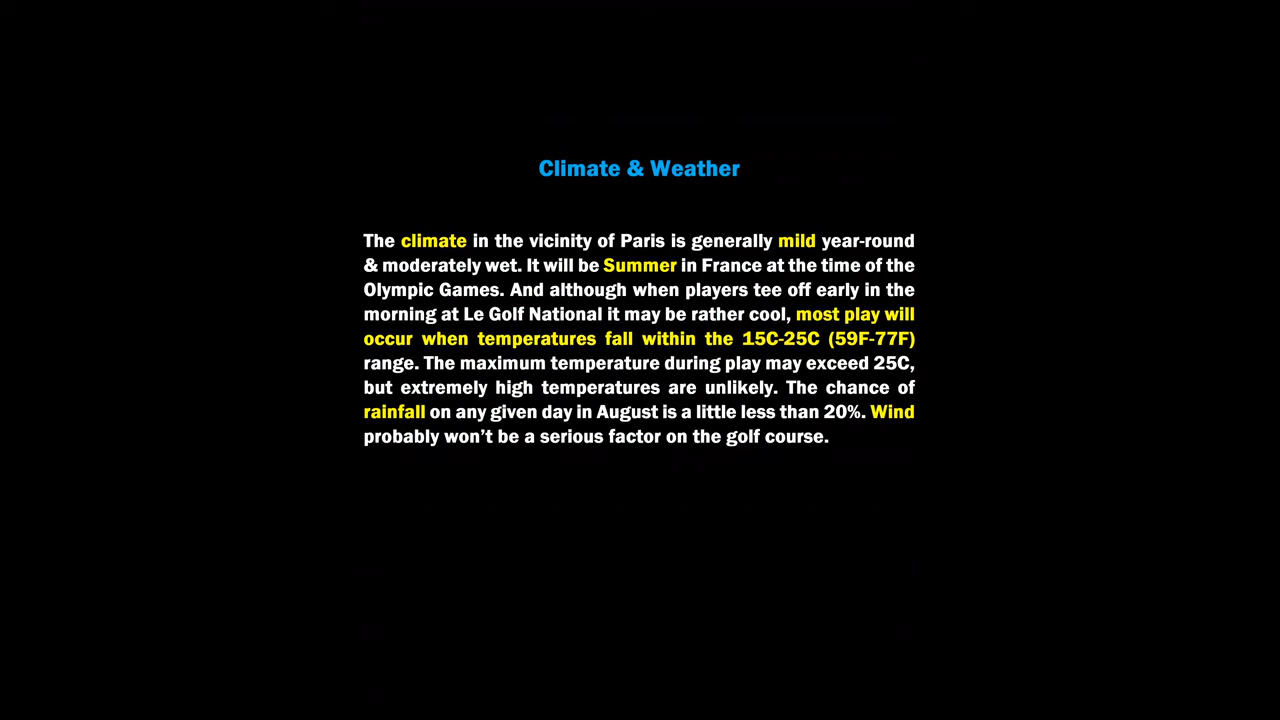 Climate & Weather
The climate in the vicinity of Paris is generally mild year-round
& moderately wet. It will be Summer in France at the time of the
Olympic Games. And although when players tee off early in the
morning at Le Golf National it may be rather cool, most play will
occur when temperatures fall within the 15C-25C (59F-77F)
range. The maximum temperature during play may exceed 25C,
but extremely high temperatures are unlikely. The chance of
rainfall on any given day in August is a little less than 20%. Wind
probably won’t be a serious factor on the golf course.